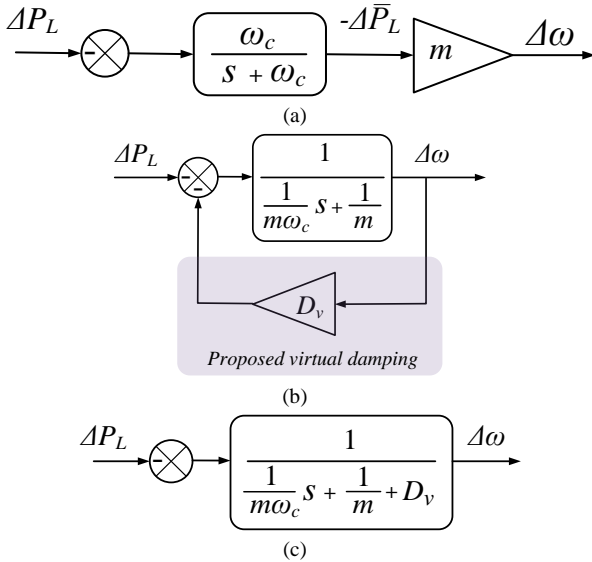 ΔP_L - ω_c / (s + ω_c) -ΔP̅_L m Δω
(a)
ΔP_L - - 1 / (1/(mω_c) s + 1/m) Δω
D_v
Proposed virtual damping
(b)
ΔP_L - 1 / (1/(mω_c) s + 1/m + D_v) Δω
(c)